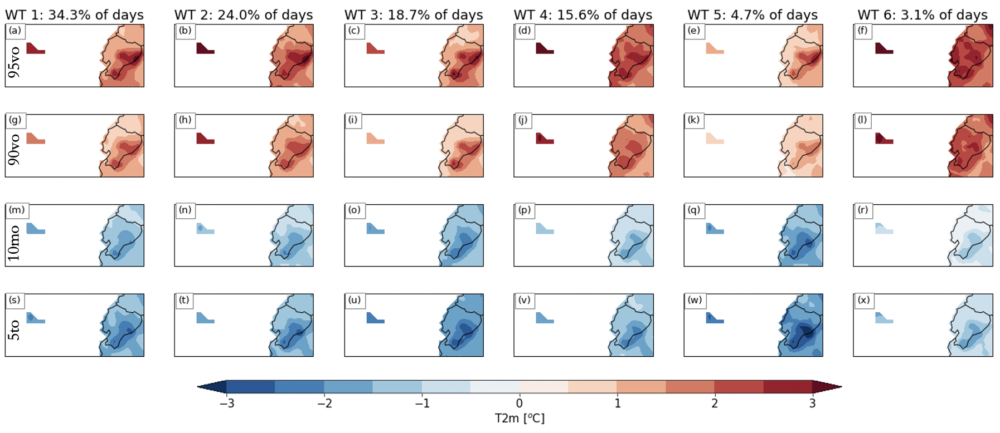 WT 1: 34.3% of days WT 2: 24.0% of days WT 3: 18.7% of days WT 4: 15.6% of days WT 5: 4.7% of days WT 6: 3.1% of days
(a) (b) (c) (d) (e) (f)
95vo
(g) (h) (i) (j) (k) (l)
90vo
(m) (n) (o) (p) (q) (r)
10mo
(s) (t) (u) (v) (w) (x)
5to
−3 −2 −1 0 1 2 3
T2m [°C]